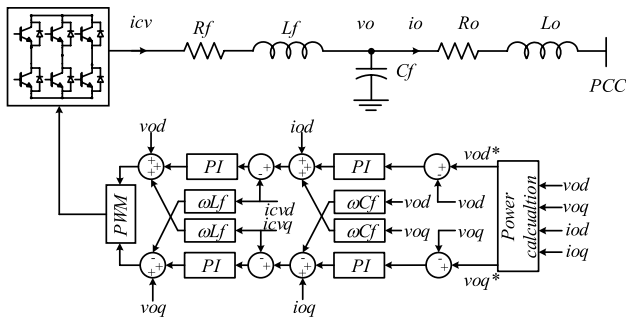 icv Rf Lf vo io Ro Lo
Cf
PCC
vod iod vod*
PI PI
vod
ωLf icvd ωCf vod vod
ωLf icvq ωCf voq voq
PWM
Power calcualtion
voq
iod
ioq
PI PI
voq ioq voq*
+ + + - + + + + - +
+ + + - + + + + - +